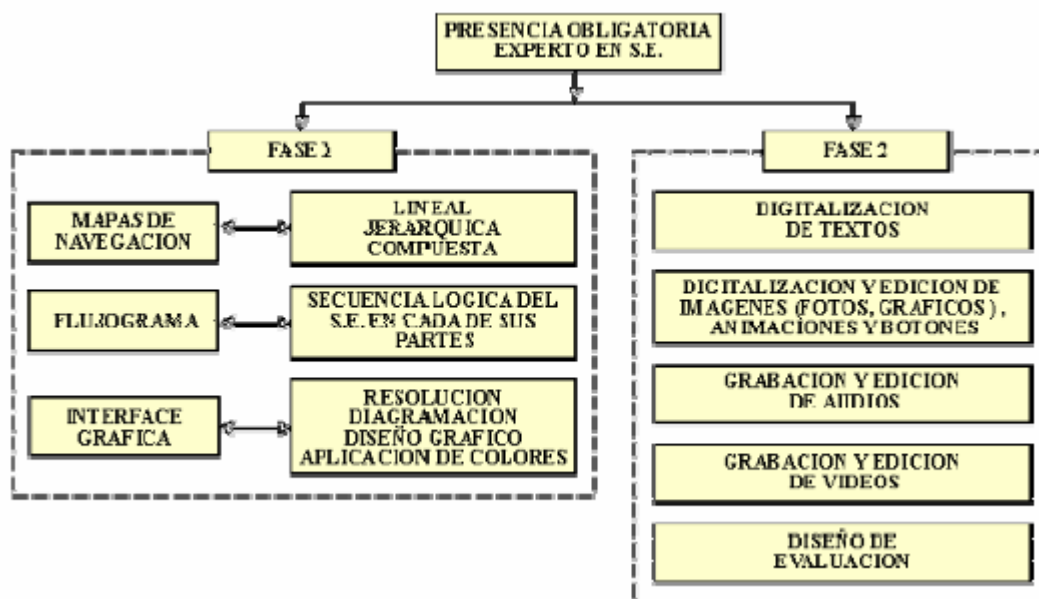 PRESENCIA OBLIGATORIA
EXPERTO EN S.E.
FASE 2
MAPAS DE
NAVEGACION
LINEAL
JERARQUICA
COMPUESTA
FLUJOGRAMA
SECUENCIA LOGICA DEL
S.E. EN CADA DE SUS
PARTES
INTERFACE
GRAFICA
RESOLUCION
DIAGRAMACION
DISEÑO GRAFICO
APLICACION DE COLORES
FASE 2
DIGITALIZACION
DE TEXTOS
DIGITALIZACION Y EDICION DE
IMAGENES (FOTOS, GRAFICOS ) ,
ANIMACIONES Y BOTONES
GRABACION Y EDICION
DE AUDIOS
GRABACION Y EDICION
DE VIDEOS
DISEÑO DE
EVALUACION